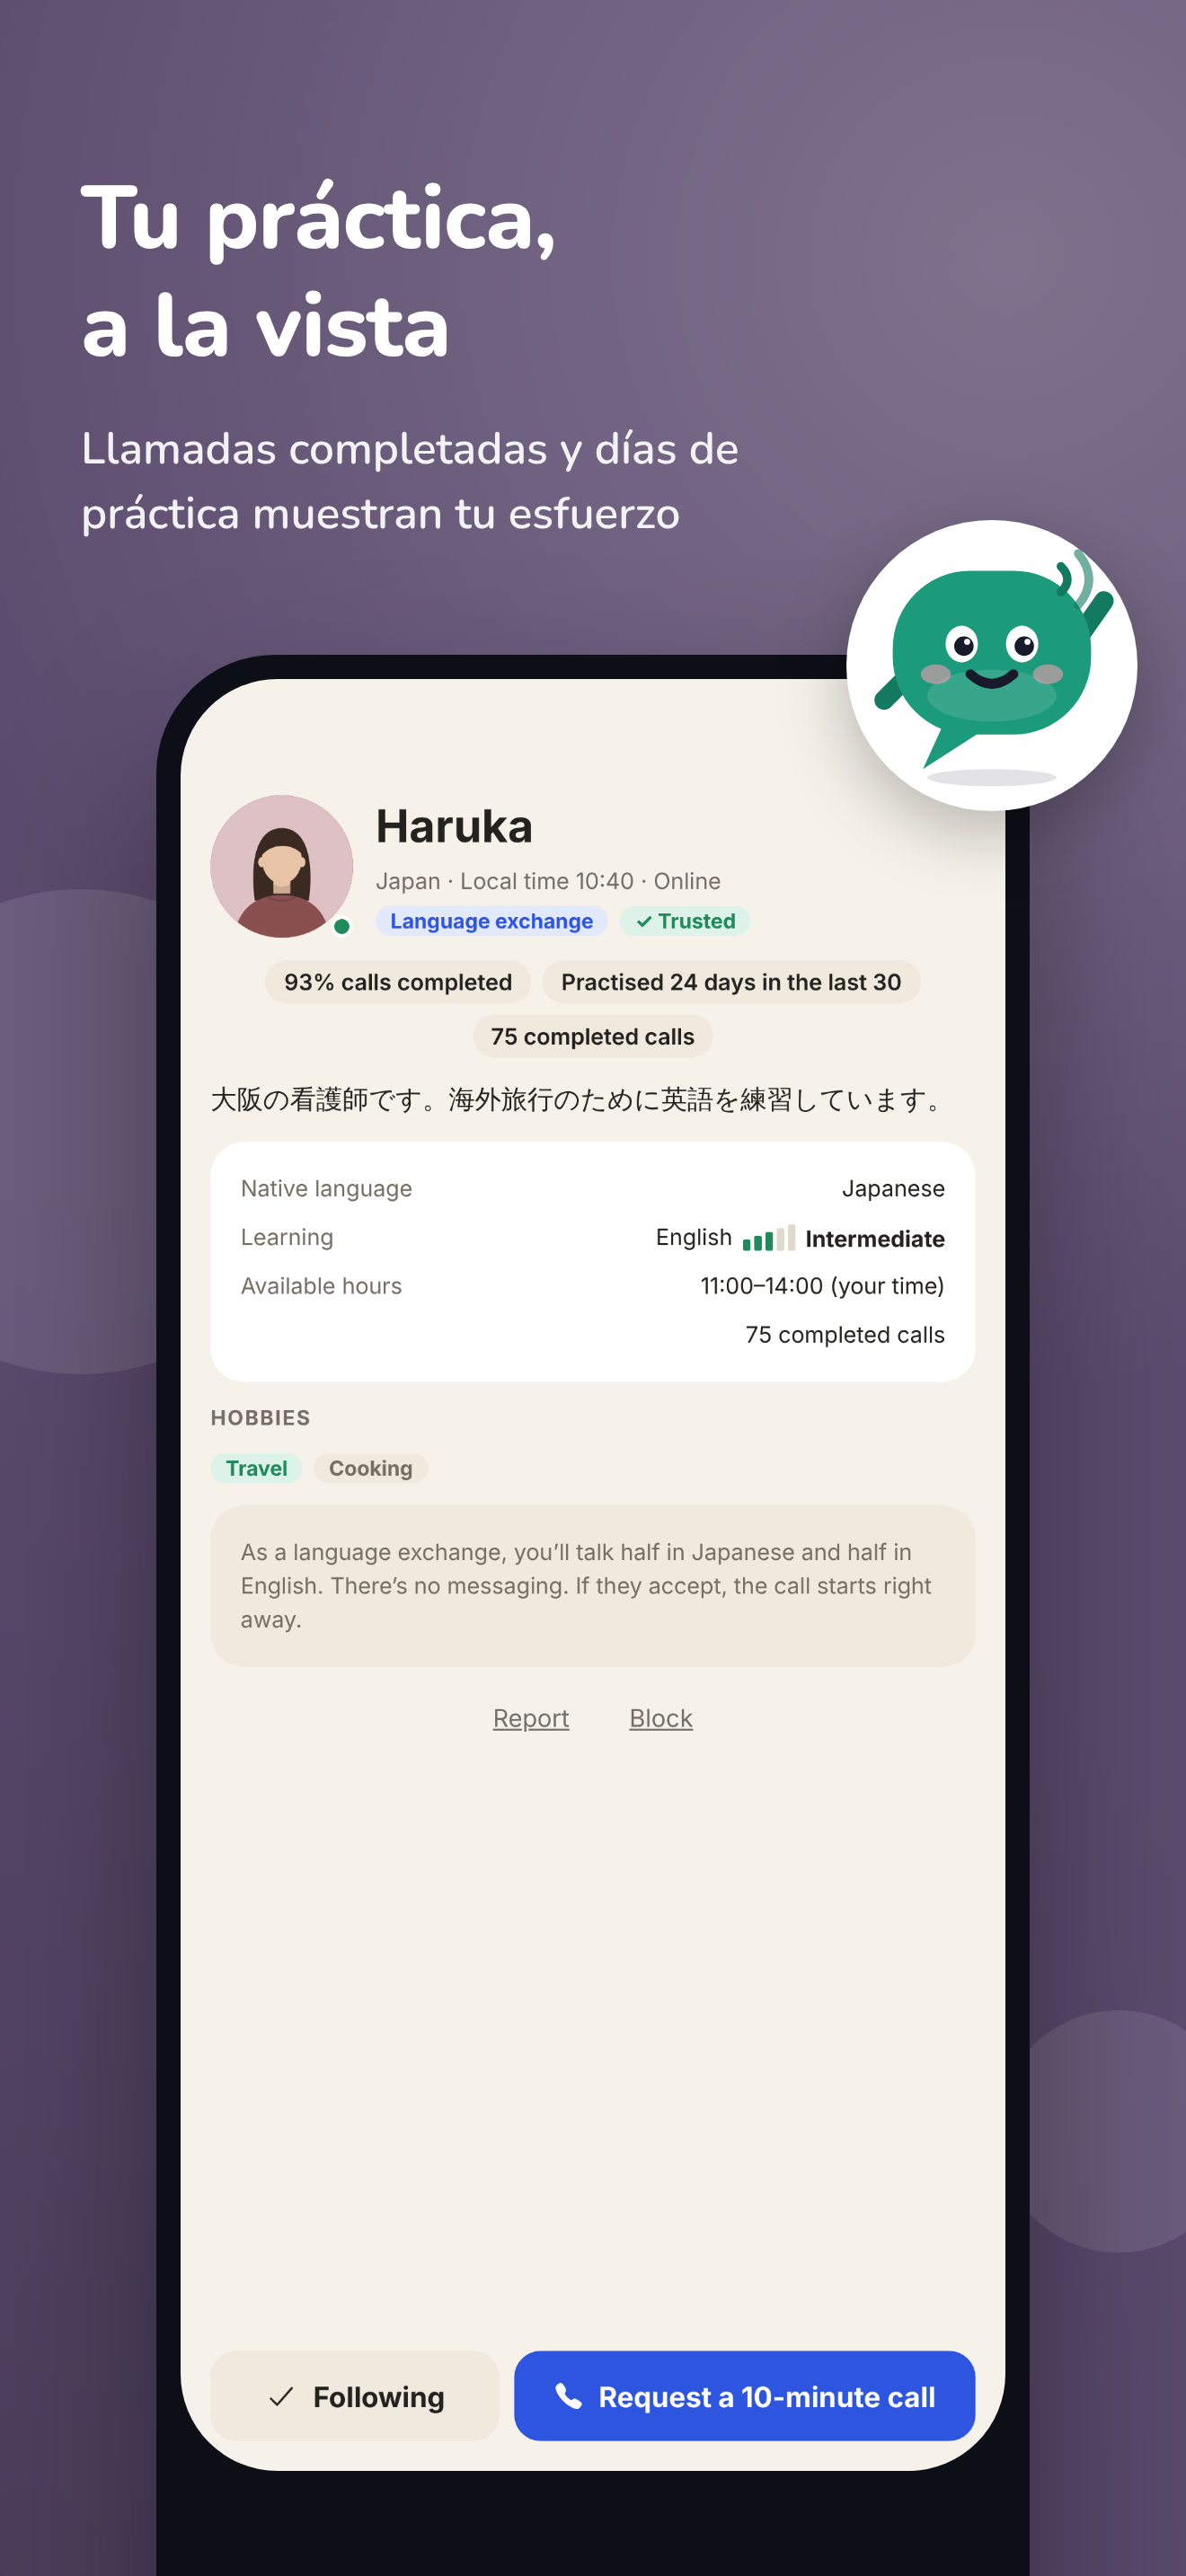 Tu práctica,
a la vista
Llamadas completadas y días de
práctica muestran tu esfuerzo
Haruka
Japan · Local time 10:40 · Online
Language exchange ✓ Trusted
93% calls completed Practised 24 days in the last 30
75 completed calls
大阪の看護師です。海外旅行のために英語を練習しています。
Native language Japanese
Learning English Intermediate
Available hours 11:00–14:00 (your time)
75 completed calls
HOBBIES
Travel Cooking
As a language exchange, you’ll talk half in Japanese and half in
English. There’s no messaging. If they accept, the call starts right
away.
Report Block
✓ Following Request a 10-minute call